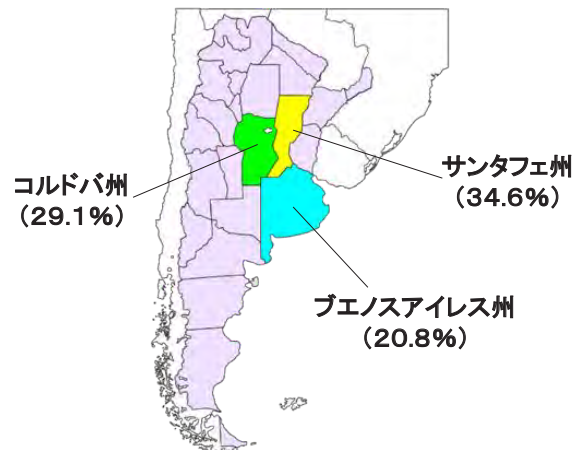 コルドバ州
(29.1%)
サンタフェ州
(34.6%)
ブエノスアイレス州
(20.8%)